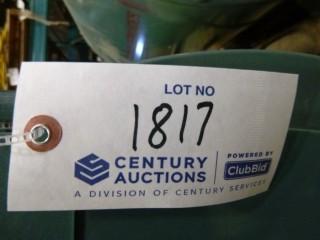 LOT NO
1817
CENTURY
AUCTIONS
POWERED BY
ClubBid
A DIVISION OF CENTURY SERVICES